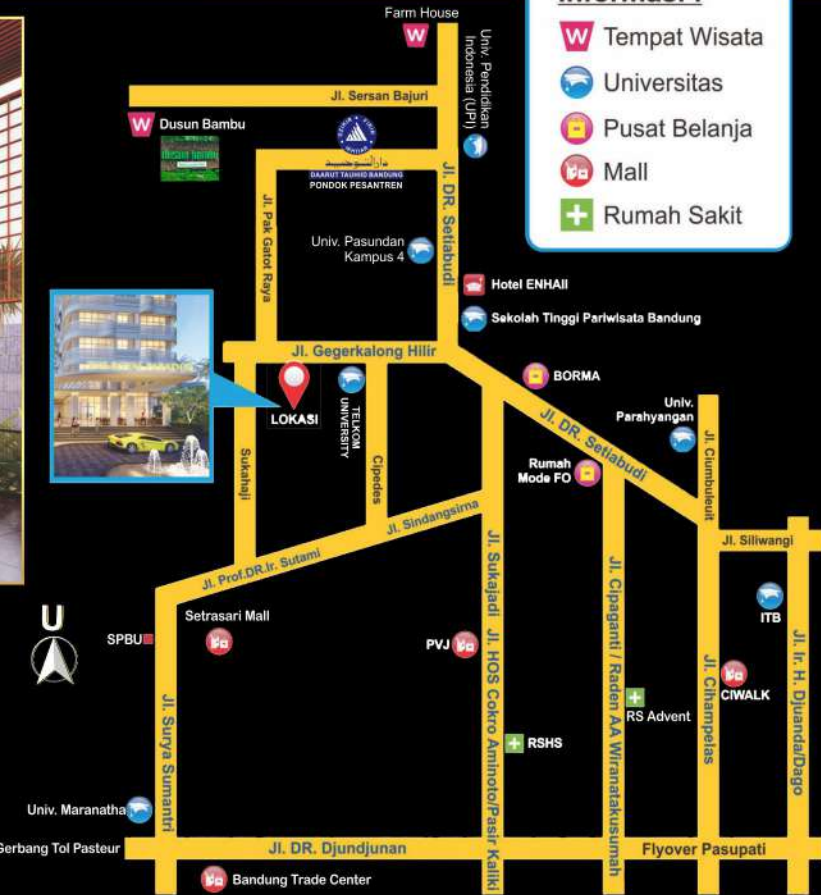 Farm House
Tempat Wisata
Universitas
Pusat Belanja
Mall
Rumah Sakit
Univ. Pendidikan
Indonesia (UPI)
Jl. Sersan Bajuri
Dusun Bambu
دار التوحيد
DAARUT TAUHIID BANDUNG
PONDOK PESANTREN
Jl. Pak Gatot Raya
Jl. DR. Setiabudi
Univ. Pasundan
Kampus 4
Hotel ENHAII
Sekolah Tinggi Pariwisata Bandung
Jl. Gegerkalong Hilir
LOKASI
TELKOM
UNIVERSITY
BORMA
Univ.
Parahyangan
Jl. DR. Setiabudi
Jl. Ciumbuleuit
Rumah
Mode FO
Sukahaji
Cipedes
Jl. Sindangsirna
Jl. Prof.DR.Ir. Sutami
Jl. Siliwangi
U
SPBU
Setrasari Mall
PVJ
Jl. Sukajadi
Jl. HOS Cokro Aminoto/Pasir Kaliki
Jl. Cipaganti / Raden AA Wiranatakusumah
ITB
CIWALK
RS Advent
RSHS
Jl. Cihampelas
Jl. Ir. H. Djuanda/Dago
Jl. Surya Sumantri
Univ. Maranatha
Gerbang Tol Pasteur
Jl. DR. Djundjunan
Flyover Pasupati
Bandung Trade Center